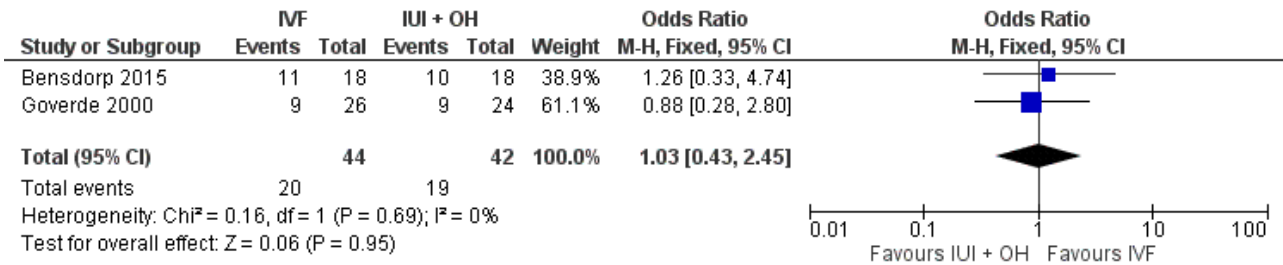 IVF IUI + OH Odds Ratio Odds Ratio
Study or Subgroup Events Total Events Total Weight M-H, Fixed, 95% CI M-H, Fixed, 95% CI
Bensdorp 2015 11 18 10 18 38.9% 1.26 [0.33, 4.74]
Goverde 2000 9 26 9 24 61.1% 0.88 [0.28, 2.80]
Total (95% CI) 44 42 100.0% 1.03 [0.43, 2.45]
Total events 20 19
Heterogeneity: Chi² = 0.16, df = 1 (P = 0.69); I² = 0%
Test for overall effect: Z = 0.06 (P = 0.95)
0.01 0.1 1 10 100
Favours IUI + OH Favours IVF